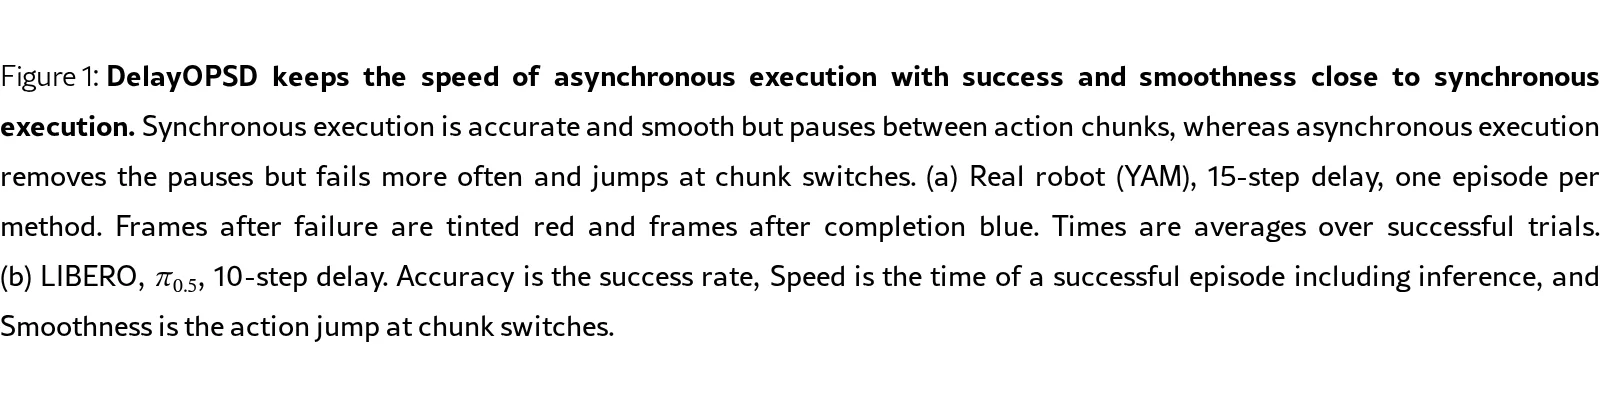 Figure 1: DelayOPSD keeps the speed of asynchronous execution with success and smoothness close to synchronous
execution. Synchronous execution is accurate and smooth but pauses between action chunks, whereas asynchronous execution
removes the pauses but fails more often and jumps at chunk switches. (a) Real robot (YAM), 15-step delay, one episode per
method. Frames after failure are tinted red and frames after completion blue. Times are averages over successful trials.
(b) LIBERO, π0.5, 10-step delay. Accuracy is the success rate, Speed is the time of a successful episode including inference, and
Smoothness is the action jump at chunk switches.